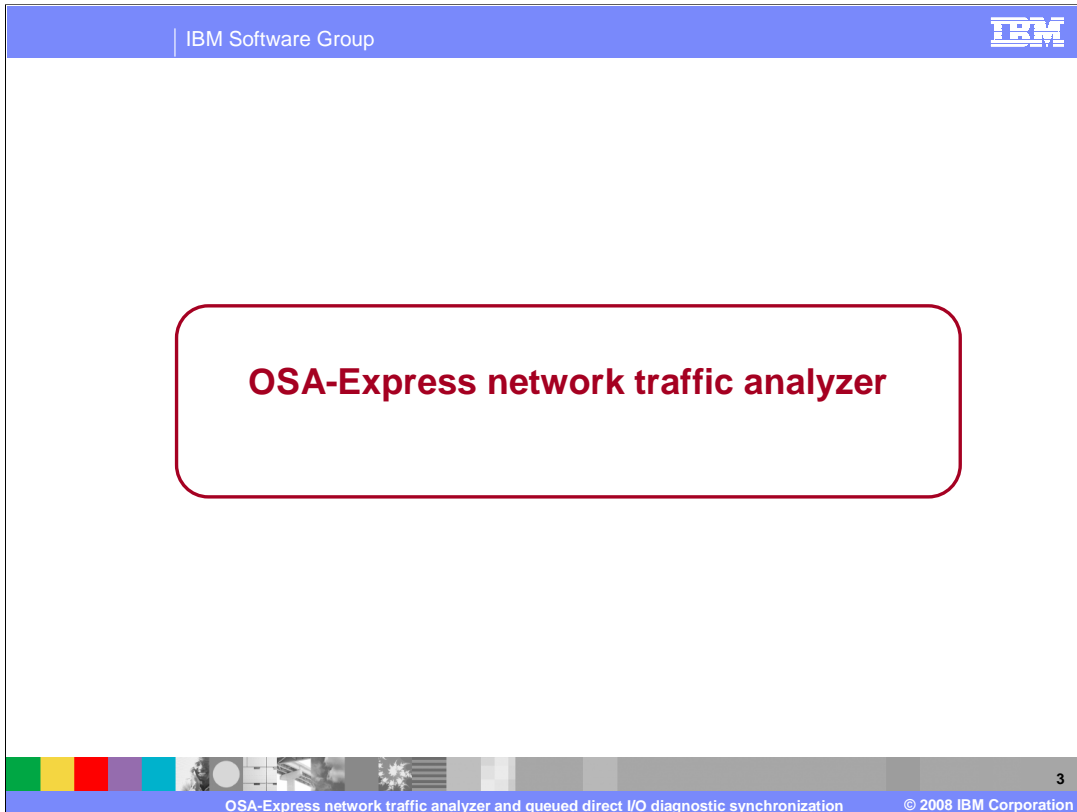 IBM Software Group
IBM
OSA-Express network traffic analyzer
3
OSA-Express network traffic analyzer and queued direct I/O diagnostic synchronization
© 2008 IBM Corporation